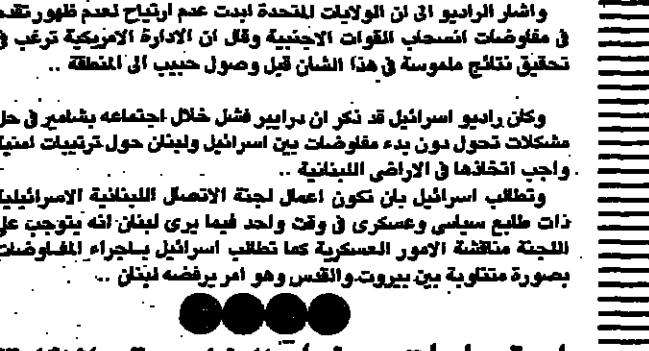 واشار الراديو الى ان الولايات المتحدة ابدت عدم ارتياح لعدم ظهور تقدم
في مفاوضات انسحاب القوات الاجنبية وقال ان الادارة الامريكية ترغب في
تحقيق نتائج ملموسة في هذا الشان قبل وصول حبيب الى المنطقة ..
وكان راديو اسرائيل قد ذكر ان درايبر فشل خلال اجتماعه بشامير في حل
مشكلات تحول دون بدء مفاوضات بين اسرائيل ولبنان حول ترتيبات امنية
واجب اتخاذها في الاراضي اللبنانية ..
وتطالب اسرائيل بان تكون اعمال لجنة الاتصال اللبنانية الاسرائيلية
ذات طابع سياسي وعسكري في وقت واحد فيما يرى لبنان انه يتوجب على
اللجنة مناقشة الامور العسكرية كما تطالب اسرائيل باجراء المفاوضات
بصورة متناوبة بين بيروت والقدس وهو امر يرفضه لبنان ..